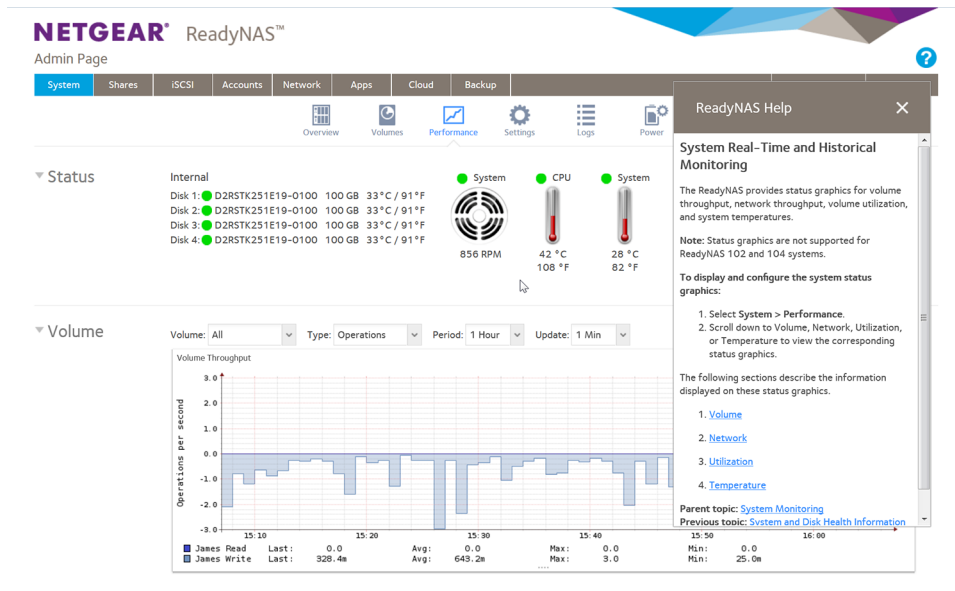 NETGEAR® ReadyNAS™
Admin Page
?
System Shares iSCSI Accounts Network Apps Cloud Backup
Overview Volumes Performance Settings Logs Power
Status
Internal
Disk 1: D2RSTK251E19-0100 100 GB 33°C / 91°F
Disk 2: D2RSTK251E19-0100 100 GB 33°C / 91°F
Disk 3: D2RSTK251E19-0100 100 GB 33°C / 91°F
Disk 4: D2RSTK251E19-0100 100 GB 33°C / 91°F
System
856 RPM
CPU
42 °C
108 °F
System
28 °C
82 °F
Volume
Volume: All Type: Operations Period: 1 Hour Update: 1 Min
Volume Throughput
Operations per second
3.0
2.0
1.0
0.0
-1.0
-2.0
-3.0
15:10 15:20 15:30 15:40 15:50 16:00
James Read Last: 0.0 Avg: 0.0 Max: 0.0 Min: 0.0
James Write Last: 328.4m Avg: 643.2m Max: 3.0 Min: 25.0m
ReadyNAS Help
System Real-Time and Historical
Monitoring
The ReadyNAS provides status graphics for volume
throughput, network throughput, volume utilization,
and system temperatures.
Note: Status graphics are not supported for
ReadyNAS 102 and 104 systems.
To display and configure the system status
graphics:
1. Select System > Performance.
2. Scroll down to Volume, Network, Utilization,
or Temperature to view the corresponding
status graphics.
The following sections describe the information
displayed on these status graphics.
1. Volume
2. Network
3. Utilization
4. Temperature
Parent topic: System Monitoring
Previous topic: System and Disk Health Information